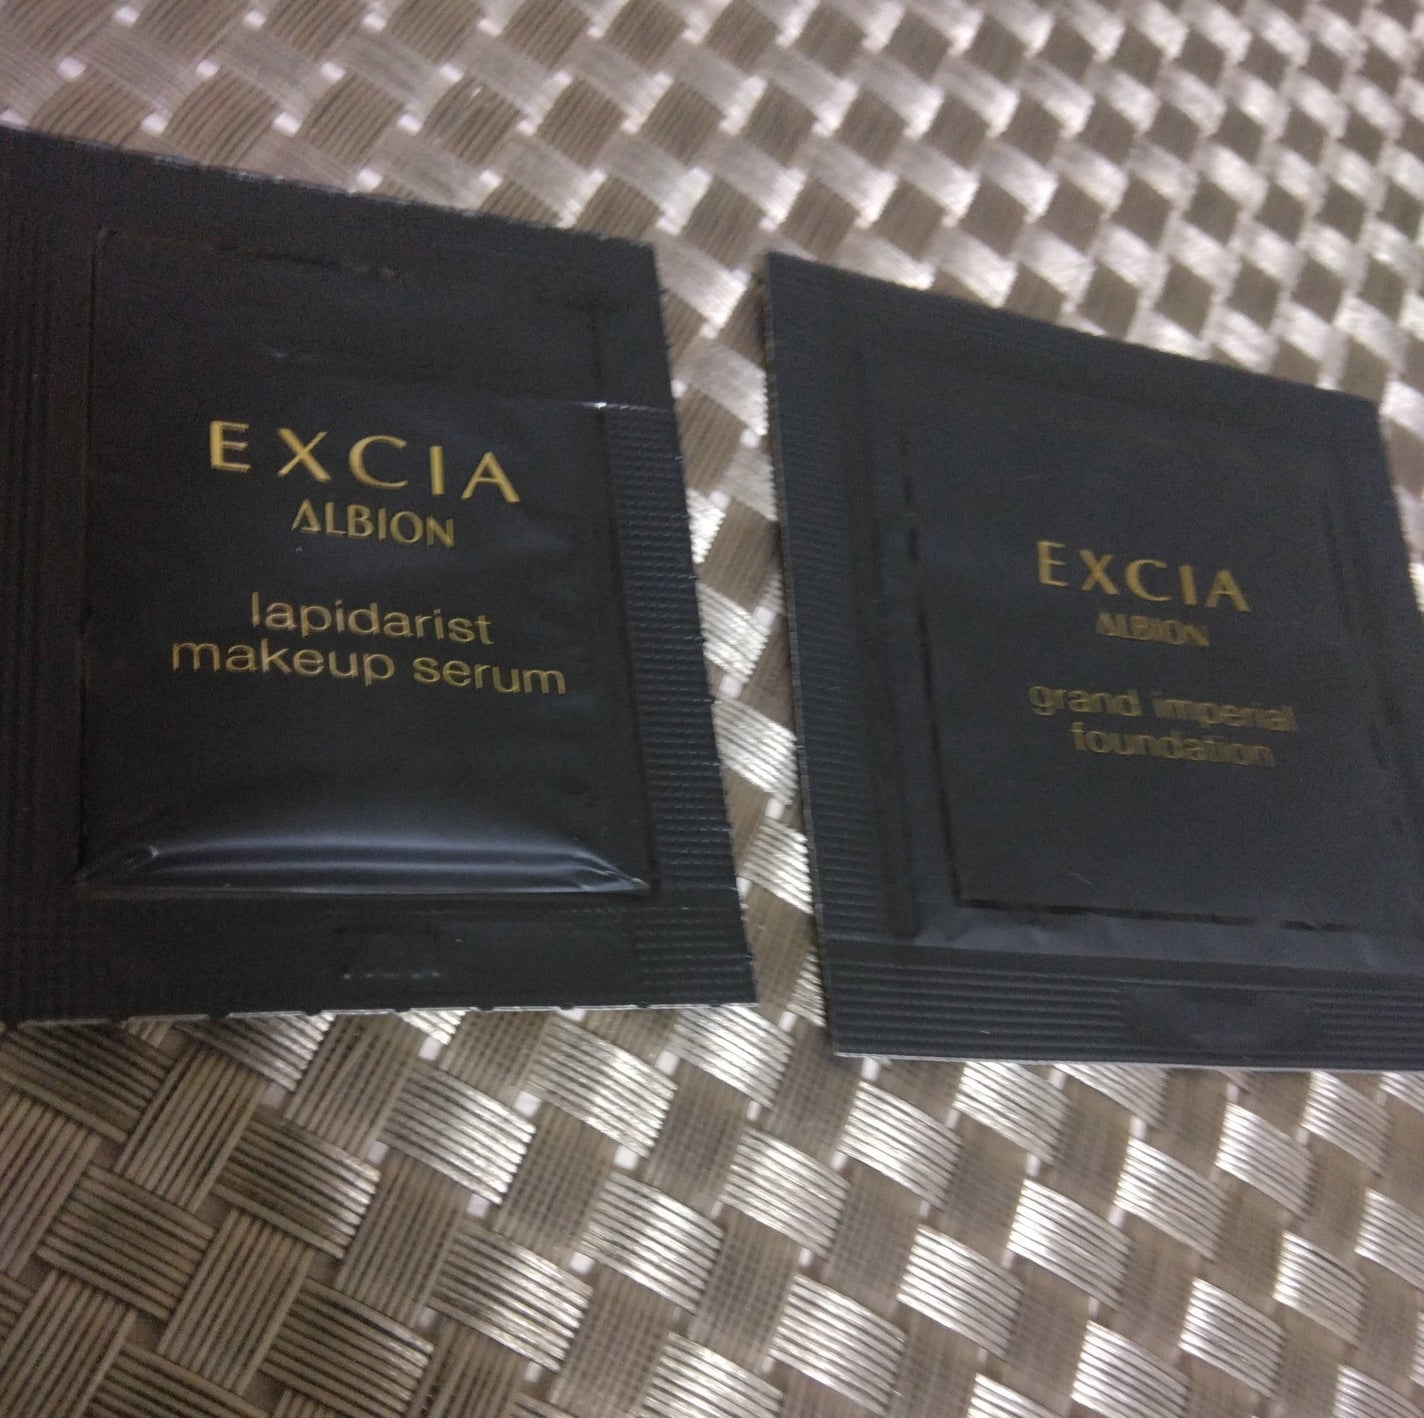 EXCIA
ALBION
lapidarist
makeup serum
EXCIA
ALBION
grand imperial
foundation